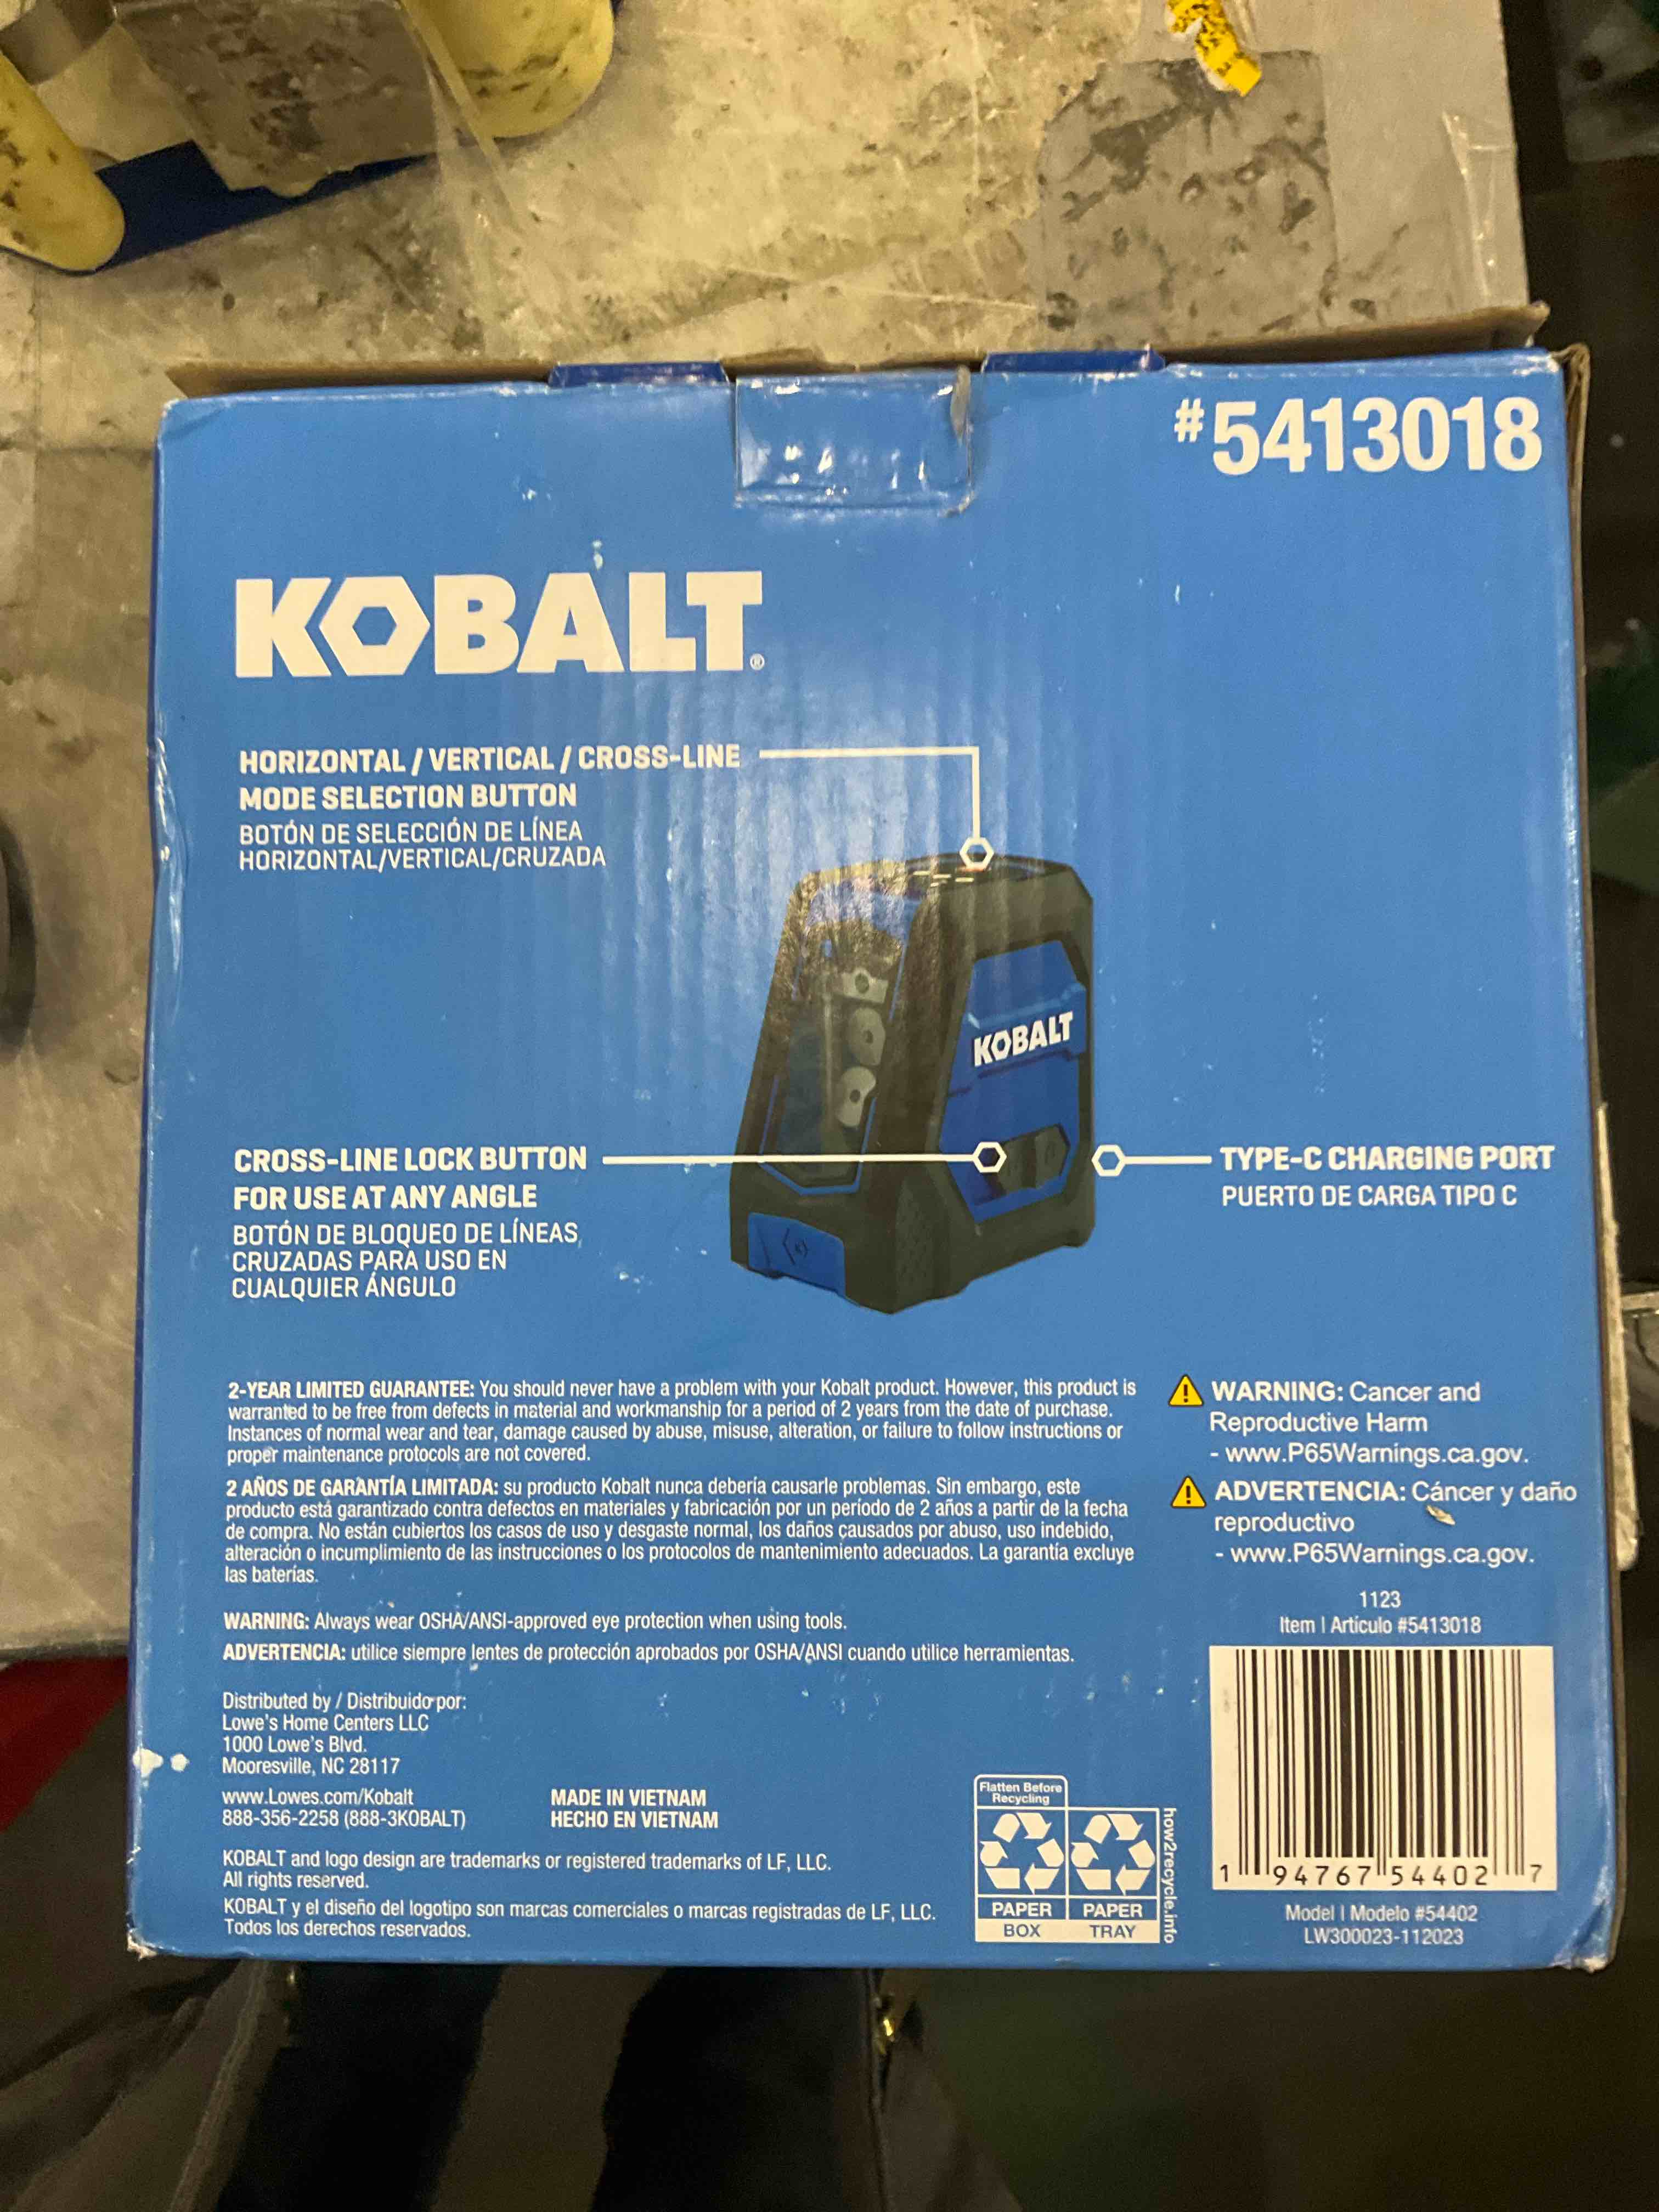 #5413018
KOBALT®
HORIZONTAL / VERTICAL / CROSS-LINE
MODE SELECTION BUTTON
BOTÓN DE SELECCIÓN DE LÍNEA
HORIZONTAL/VERTICAL/CRUZADA
KOBALT
CROSS-LINE LOCK BUTTON
FOR USE AT ANY ANGLE
BOTÓN DE BLOQUEO DE LÍNEAS
CRUZADAS PARA USO EN
CUALQUIER ÁNGULO
TYPE-C CHARGING PORT
PUERTO DE CARGA TIPO C
2-YEAR LIMITED GUARANTEE: You should never have a problem with your Kobalt product. However, this product is
warranted to be free from defects in material and workmanship for a period of 2 years from the date of purchase.
Instances of normal wear and tear, damage caused by abuse, misuse, alteration, or failure to follow instructions or
proper maintenance protocols are not covered.
2 AÑOS DE GARANTÍA LIMITADA: su producto Kobalt nunca debería causarle problemas. Sin embargo, este
producto está garantizado contra defectos en materiales y fabricación por un período de 2 años a partir de la fecha
de compra. No están cubiertos los casos de uso y desgaste normal, los daños causados por abuso, uso indebido,
alteración o incumplimiento de las instrucciones o los protocolos de mantenimiento adecuados. La garantía excluye
las baterías.
WARNING: Always wear OSHA/ANSI-approved eye protection when using tools.
ADVERTENCIA: utilice siempre lentes de protección aprobados por OSHA/ANSI cuando utilice herramientas.
Distributed by / Distribuido por:
Lowe's Home Centers LLC
1000 Lowe's Blvd.
Mooresville, NC 28117
www.Lowes.com/Kobalt
888-356-2258 (888-3KOBALT)
MADE IN VIETNAM
HECHO EN VIETNAM
KOBALT and logo design are trademarks or registered trademarks of LF, LLC.
All rights reserved.
KOBALT y el diseño del logotipo son marcas comerciales o marcas registradas de LF, LLC.
Todos los derechos reservados.
Flatten Before
Recycling
PAPER PAPER
BOX TRAY
how2recycle.info
WARNING: Cancer and
Reproductive Harm
- www.P65Warnings.ca.gov.
ADVERTENCIA: Cáncer y daño
reproductivo
- www.P65Warnings.ca.gov.
1123
Item | Artículo #5413018
1 94767 54402 7
Model | Modelo #54402
LW300023-112023